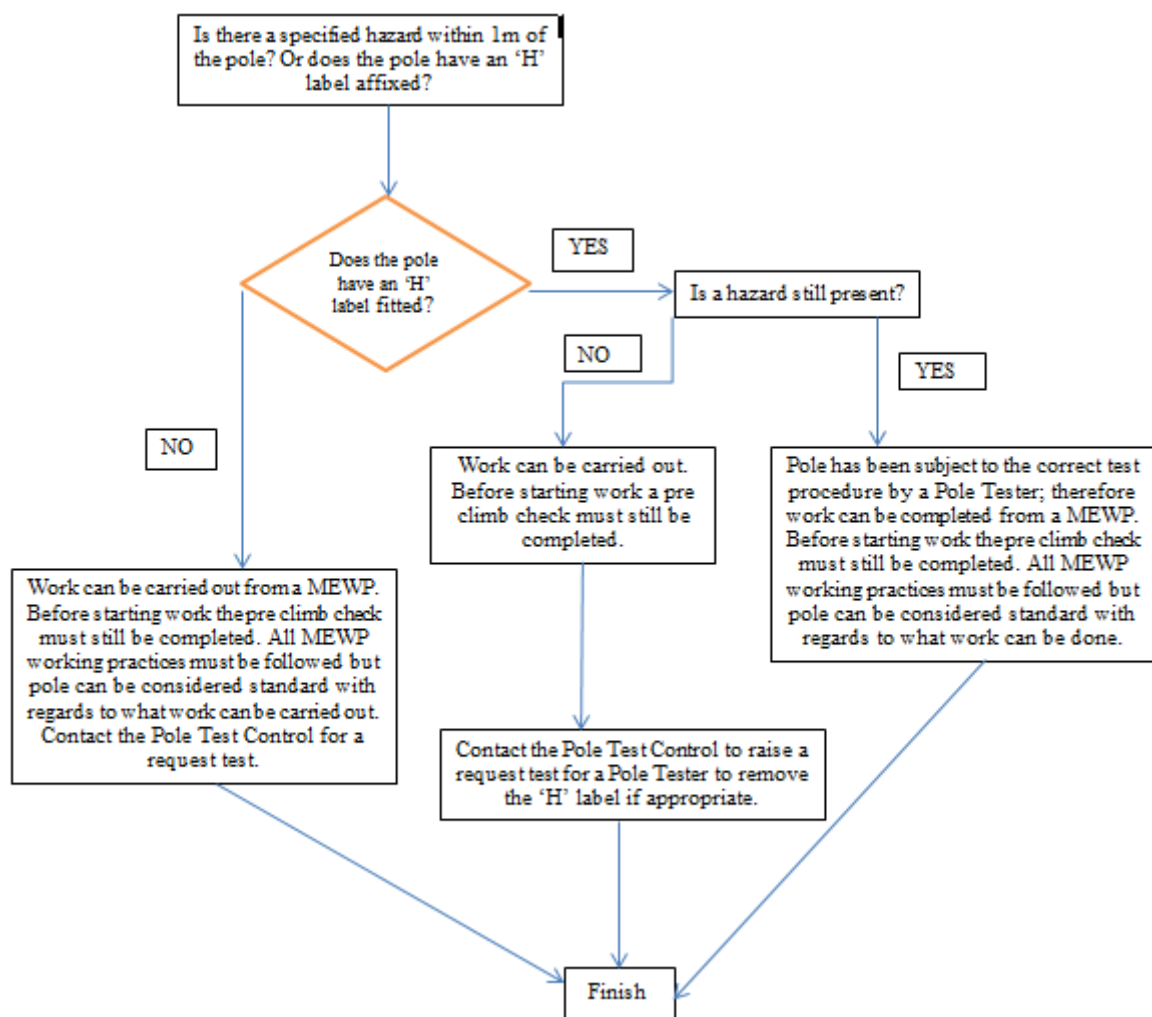 Is there a specified hazard within 1m of
the pole? Or does the pole have an ‘H’
label affixed?
Does the pole
have an ‘H’
label fitted?
YES
Is a hazard still present?
NO
YES
NO
Work can be carried out.
Before starting work a pre
climb check must still be
completed.
Pole has been subject to the correct test
procedure by a Pole Tester; therefore
work can be completed from a MEWP.
Before starting work the pre climb check
must still be completed. All MEWP
working practices must be followed but
pole can be considered standard with
regards to what work can be done.
Work can be carried out from a MEWP.
Before starting work the pre climb check
must still be completed. All MEWP
working practices must be followed but
pole can be considered standard with
regards to what work can be carried out.
Contact the Pole Test Control for a
request test.
Contact the Pole Test Control to raise a
request test for a Pole Tester to remove
the ‘H’ label if appropriate.
Finish